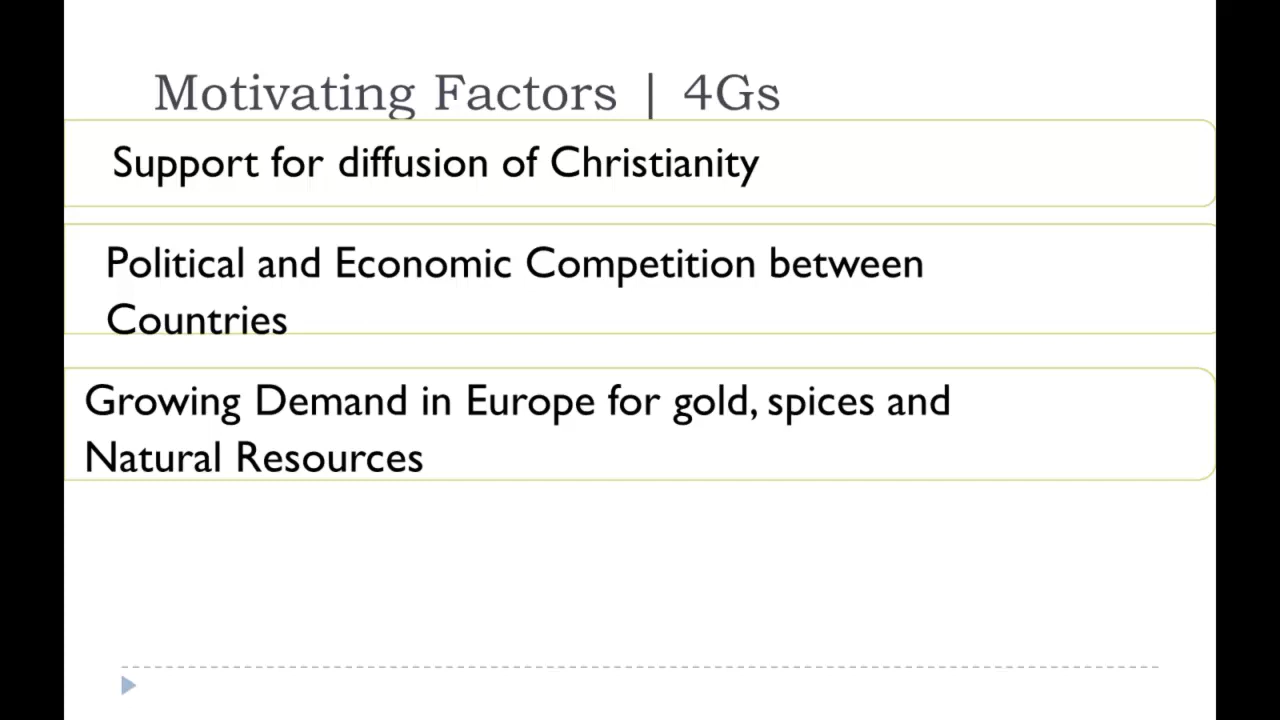 Motivating Factors | 4Gs
Support for diffusion of Christianity
Political and Economic Competition between
Countries
Growing Demand in Europe for gold, spices and
Natural Resources